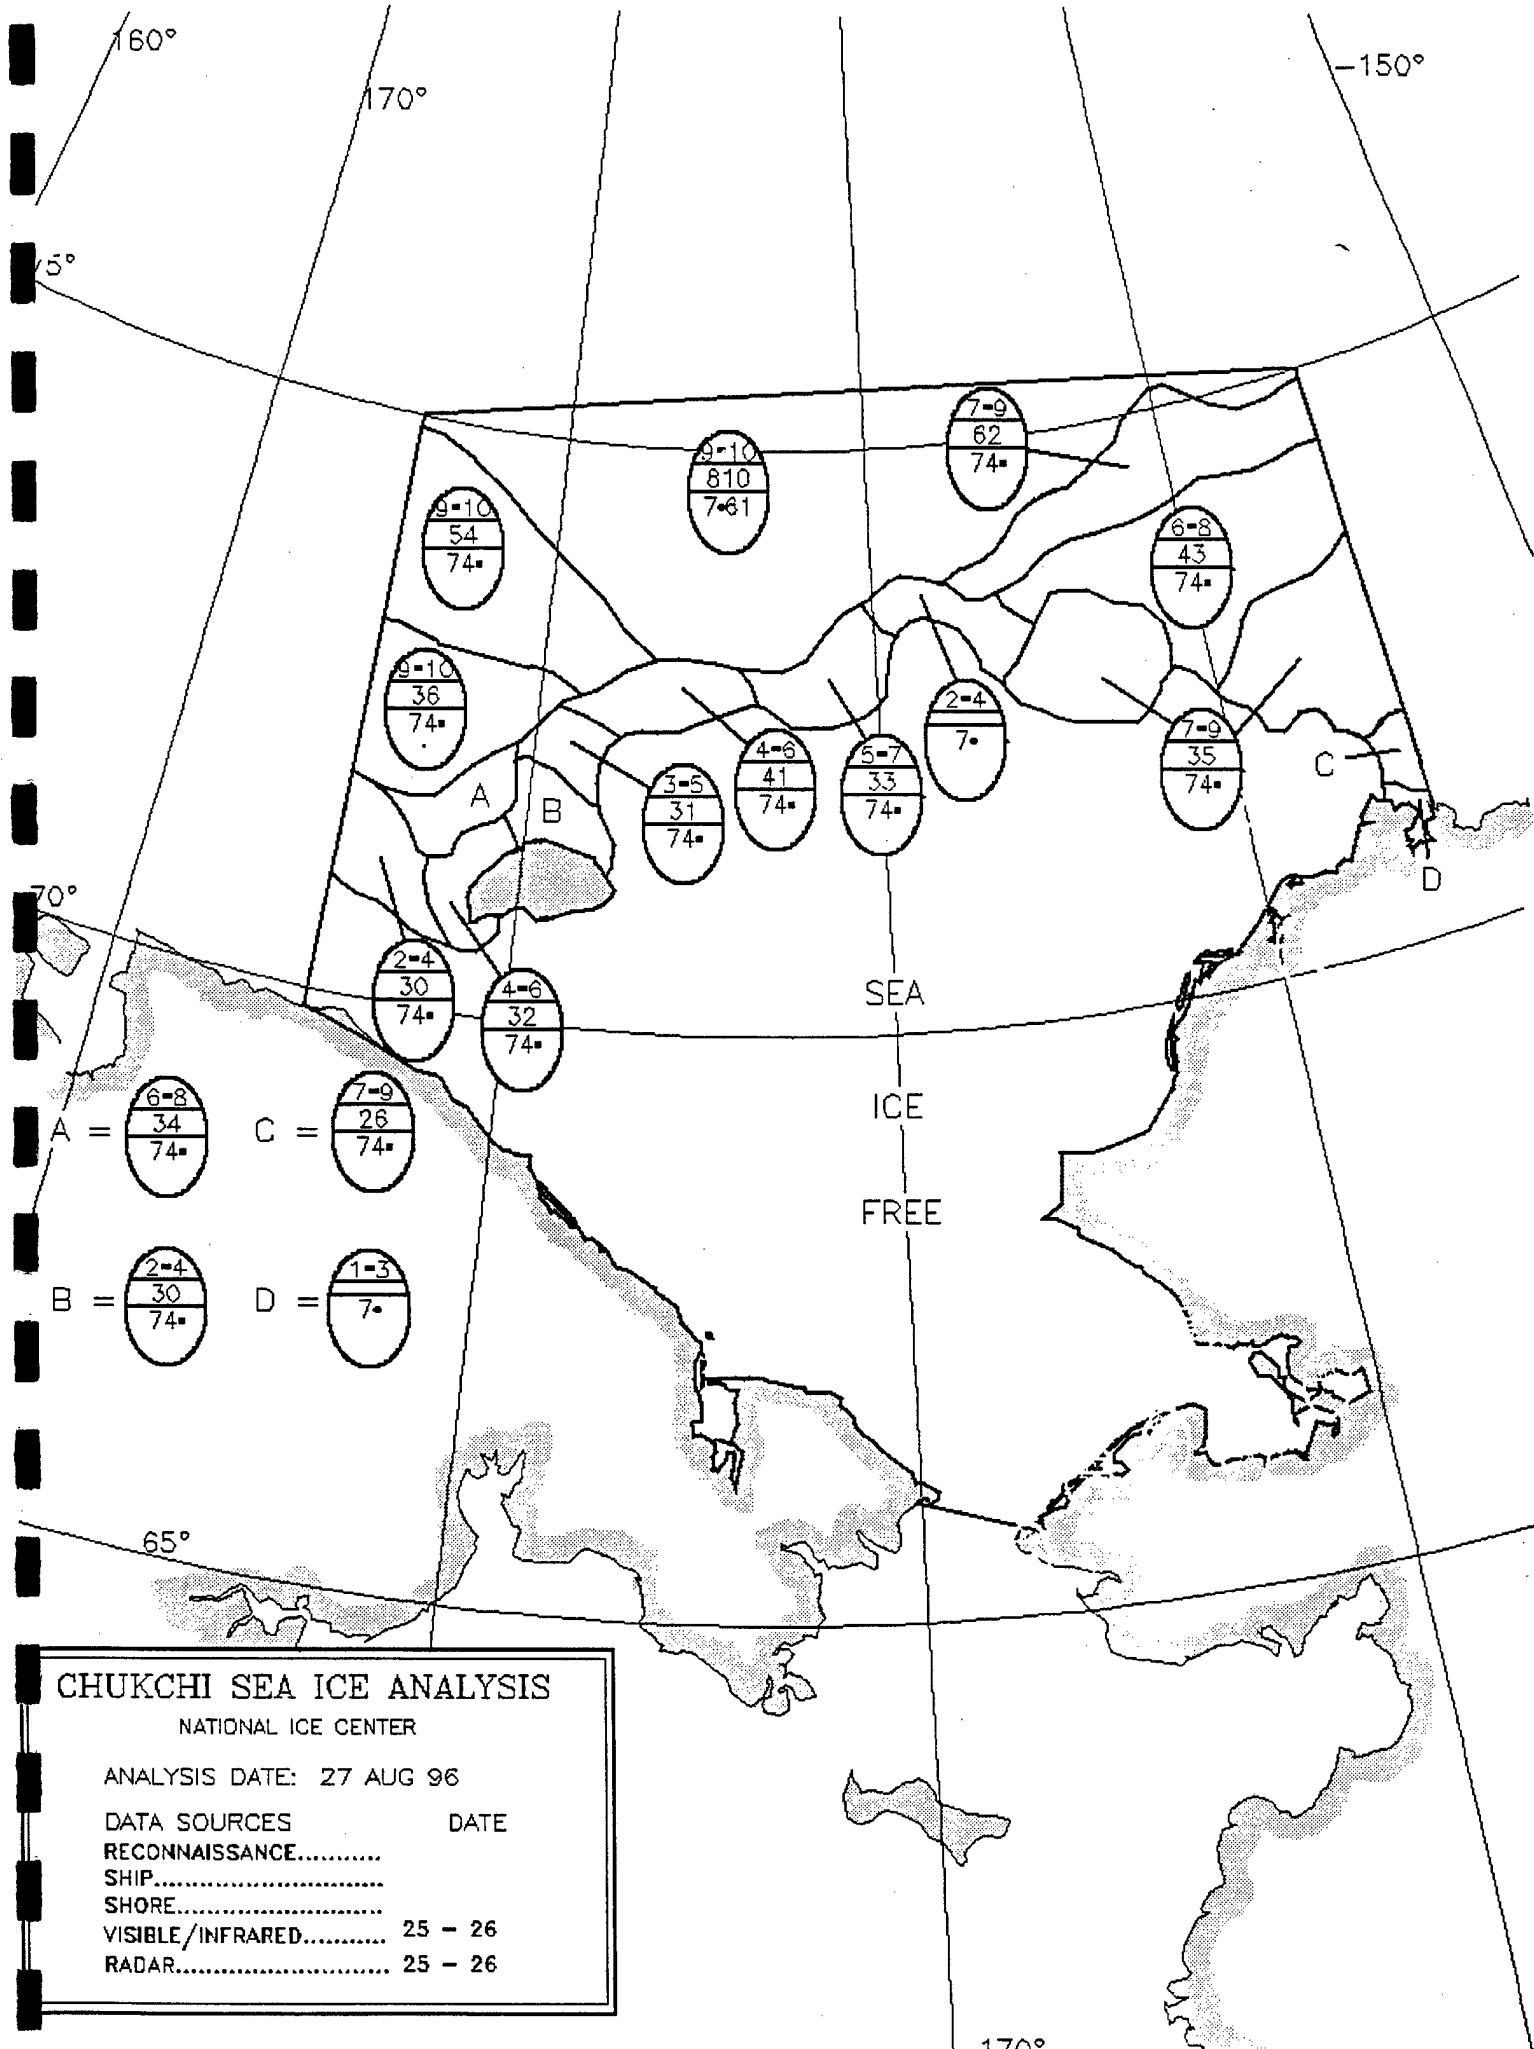 160°
170°
-150°
75°
7-9
62
74▪
9-10
810
7•61
9-10
54
74▪
6-8
43
74▪
9-10
36
74▪
2-4
7•
7-9
35
74▪
4-6
41
74▪
5-7
33
74▪
3-5
31
74▪
A
B
C
D
70°
2-4
30
74▪
4-6
32
74▪
SEA
ICE
FREE
A =
6-8
34
74▪
C =
7-9
26
74▪
B =
2-4
30
74▪
D =
1-3
7•
65°
CHUKCHI SEA ICE ANALYSIS
NATIONAL ICE CENTER
ANALYSIS DATE: 27 AUG 96
DATA SOURCES DATE
RECONNAISSANCE...........
SHIP.............................
SHORE..........................
VISIBLE/INFRARED........... 25 - 26
RADAR........................... 25 - 26
170°